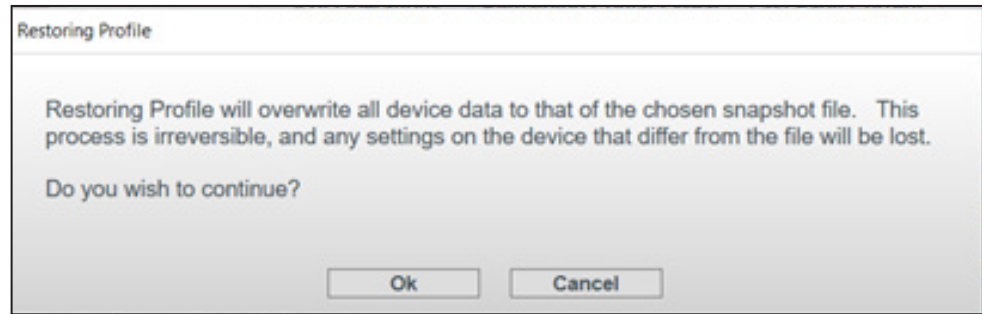 Restoring Profile
Restoring Profile will overwrite all device data to that of the chosen snapshot file.   This
process is irreversible, and any settings on the device that differ from the file will be lost.
Do you wish to continue?
Ok
Cancel